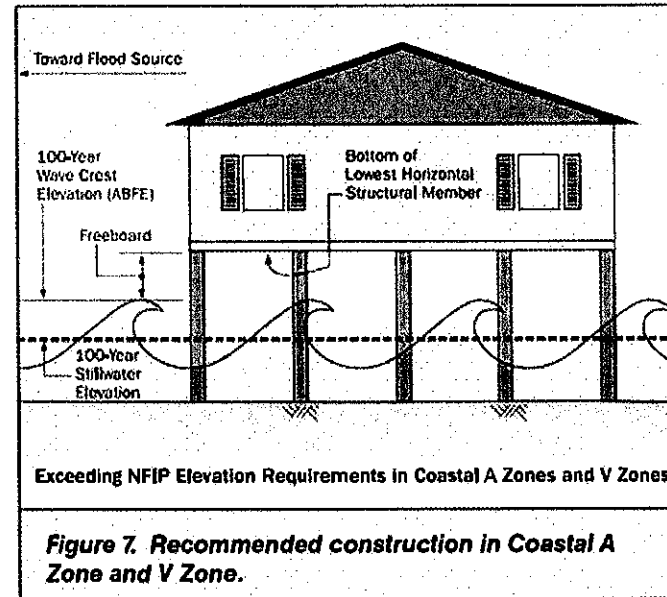 Toward Flood Source
100-Year
Wave Crest
Elevation (ABFE)
Freeboard
Bottom of
Lowest Horizontal
Structural Member
100-Year
Stillwater
Elevation
Exceeding NFIP Elevation Requirements in Coastal A Zones and V Zones
Figure 7. Recommended construction in Coastal A
Zone and V Zone.